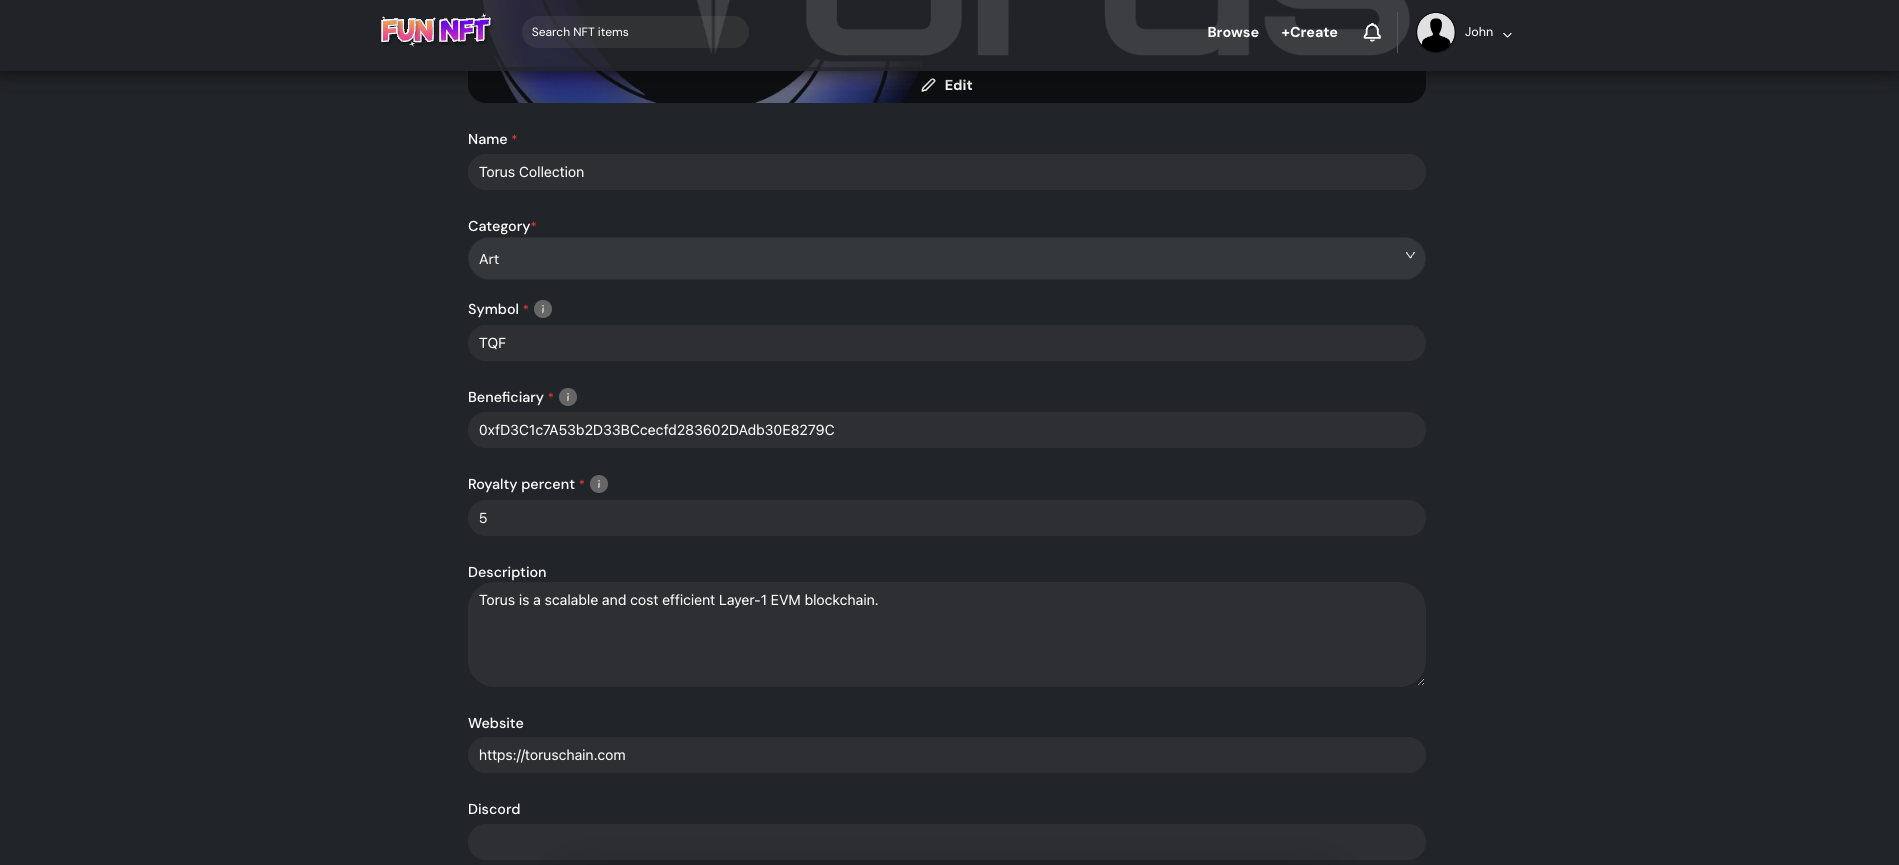 FUN NFT
Search NFT items
Browse
+Create
John
Torus
Edit
Name *
Torus Collection
Category*
Art
Symbol * i
TQF
Beneficiary * i
0xfD3C1c7A53b2D33BCcecfd283602DAdb30E8279C
Royalty percent * i
5
Description
Torus is a scalable and cost efficient Layer-1 EVM blockchain.
Website
https://toruschain.com
Discord